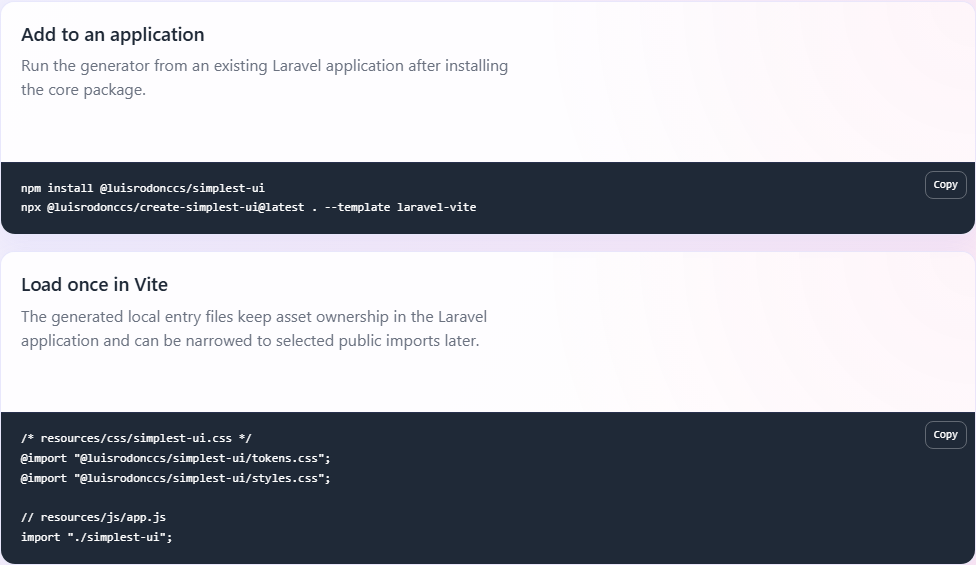 Add to an application
Run the generator from an existing Laravel application after installing
the core package.
Copy
npm install @luisrodonccs/simplest-ui
npx @luisrodonccs/create-simplest-ui@latest . --template laravel-vite
Load once in Vite
The generated local entry files keep asset ownership in the Laravel
application and can be narrowed to selected public imports later.
Copy
/* resources/css/simplest-ui.css */
@import "@luisrodonccs/simplest-ui/tokens.css";
@import "@luisrodonccs/simplest-ui/styles.css";
// resources/js/app.js
import "./simplest-ui";